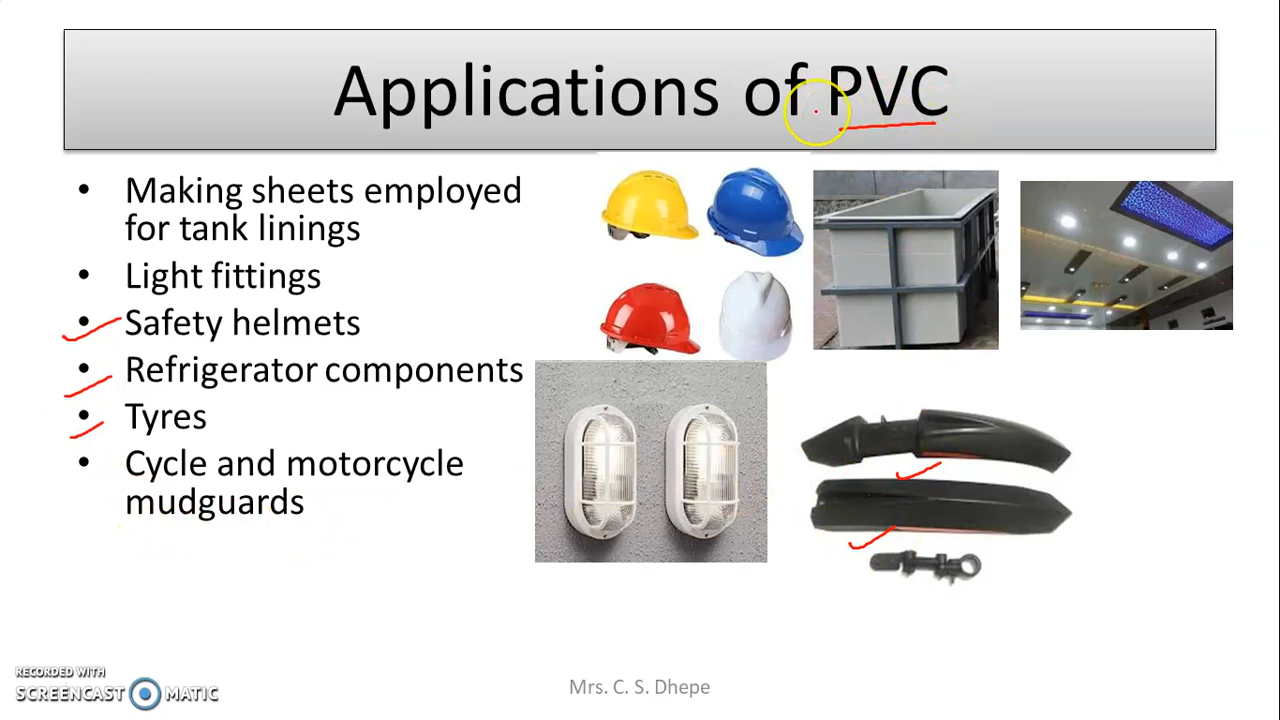 Applications of PVC
• Making sheets employed
for tank linings
• Light fittings
• Safety helmets
• Refrigerator components
• Tyres
• Cycle and motorcycle
mudguards
RECORDED WITH
SCREENCAST MATIC
Mrs. C. S. Dhepe